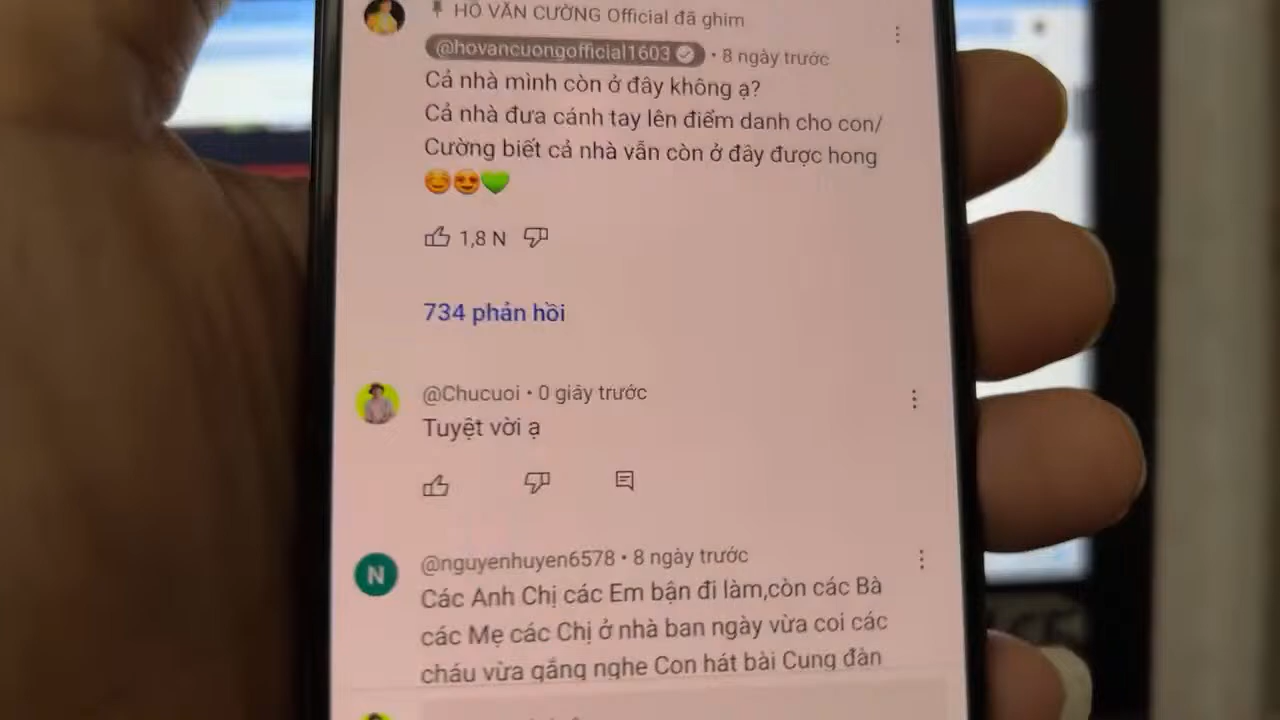 HỒ VĂN CƯỜNG Official đã ghim
@hovancuongofficial1603 • 8 ngày trước
Cả nhà mình còn ở đây không ạ?
Cả nhà đưa cánh tay lên điểm danh cho con/
Cường biết cả nhà vẫn còn ở đây được hong
☺️😍💚
1,8 N
734 phản hồi
@Chucuoi • 0 giây trước
Tuyệt vời ạ
N
@nguyenhuyen6578 • 8 ngày trước
Các Anh Chị các Em bận đi làm,còn các Bà
các Mẹ các Chị ở nhà ban ngày vừa coi các
cháu vừa gắng nghe Con hát bài Cung đàn